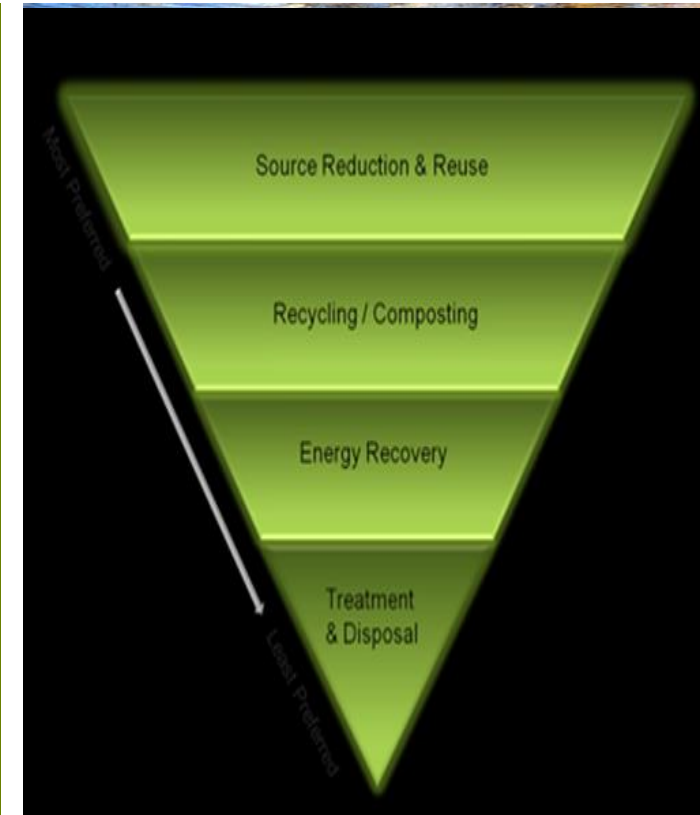 Most Preferred
Source Reduction & Reuse
Recycling / Composting
Energy Recovery
Treatment
& Disposal
Least Preferred